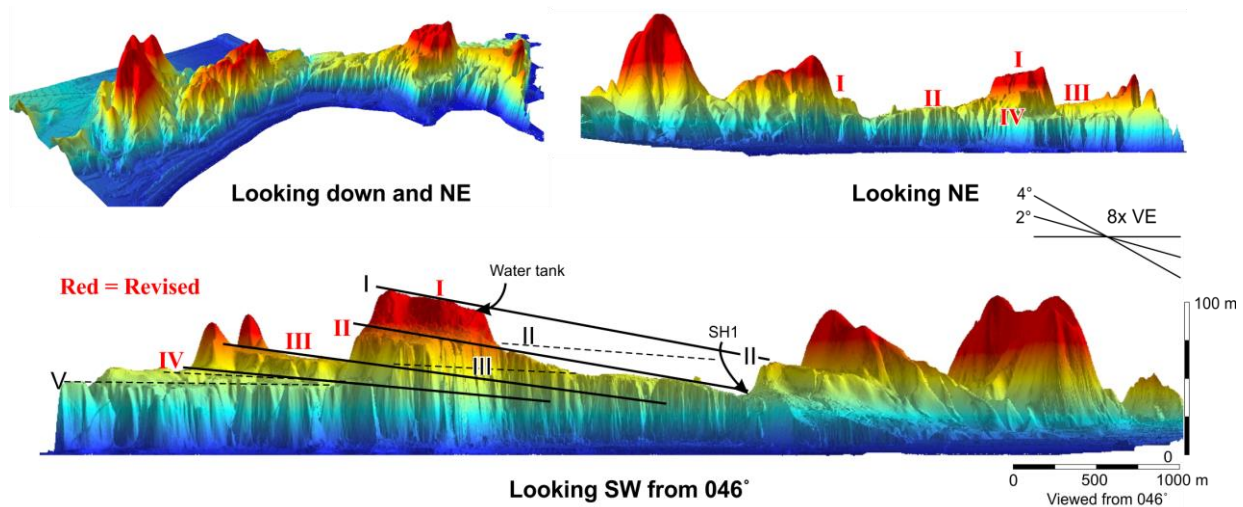 I
I
II
III
IV
Looking down and NE
Looking NE
4°
2°
8x VE
Water tank
Red = Revised
I
I
100 m
SH1
II
II
III
II
III
IV
V
0
0
500
1000 m
Looking SW from 046°
Viewed from 046°